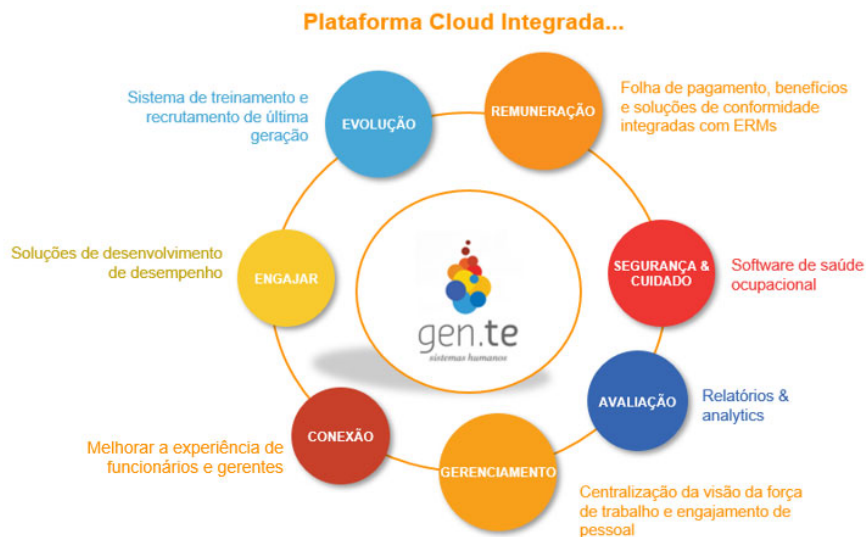 Plataforma Cloud Integrada...
Sistema de treinamento e
recrutamento de última
geração
EVOLUÇÃO
REMUNERAÇÃO
Folha de pagamento, benefícios
e soluções de conformidade
integradas com ERMs
Soluções de desenvolvimento
de desempenho
ENGAJAR
gen.te
sistemas humanos
SEGURANÇA &
CUIDADO
Software de saúde
ocupacional
AVALIAÇÃO
Relatórios &
analytics
CONEXÃO
Melhorar a experiência de
funcionários e gerentes
GERENCIAMENTO
Centralização da visão da força
de trabalho e engajamento de
pessoal